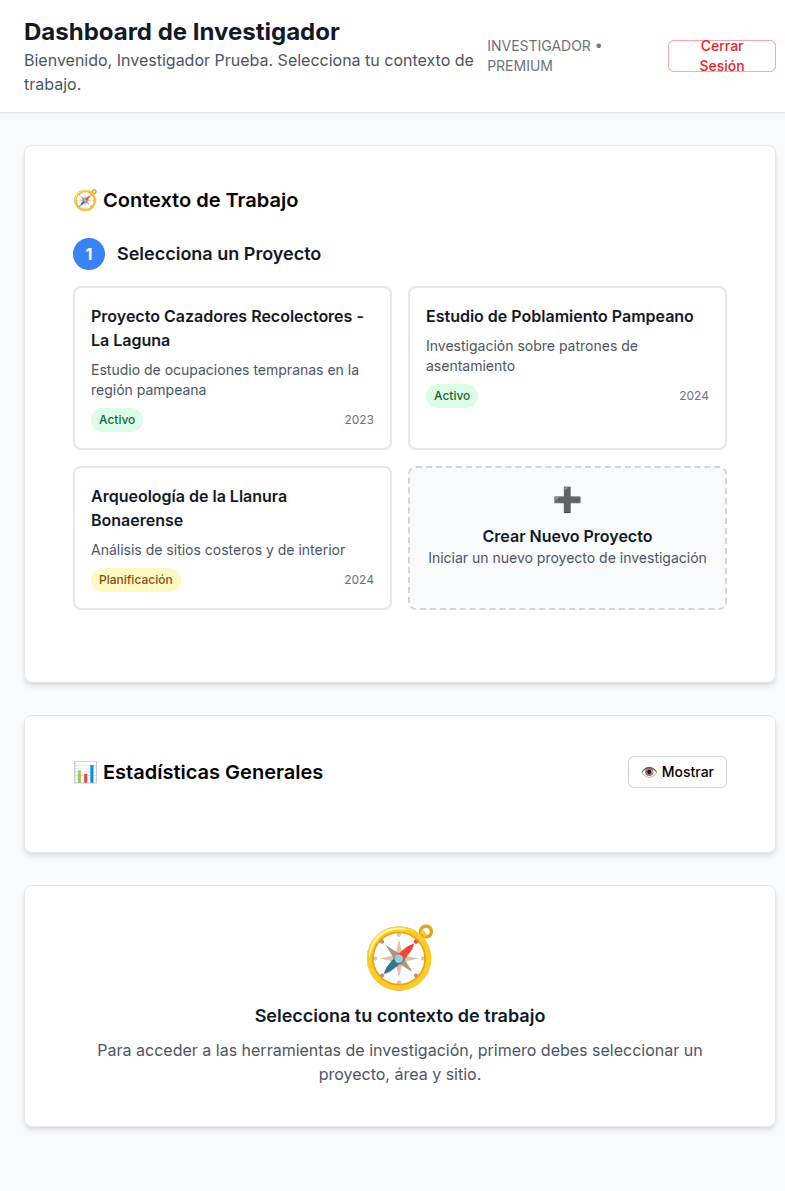 Dashboard de Investigador
Bienvenido, Investigador Prueba. Selecciona tu contexto de
trabajo.
INVESTIGADOR •
PREMIUM
Cerrar
Sesión
Contexto de Trabajo
1 Selecciona un Proyecto
Proyecto Cazadores Recolectores -
La Laguna
Estudio de ocupaciones tempranas en la
región pampeana
Activo 2023
Estudio de Poblamiento Pampeano
Investigación sobre patrones de
asentamiento
Activo 2024
Arqueología de la Llanura
Bonaerense
Análisis de sitios costeros y de interior
Planificación 2024
Crear Nuevo Proyecto
Iniciar un nuevo proyecto de investigación
Estadísticas Generales
Mostrar
Selecciona tu contexto de trabajo
Para acceder a las herramientas de investigación, primero debes seleccionar un
proyecto, área y sitio.